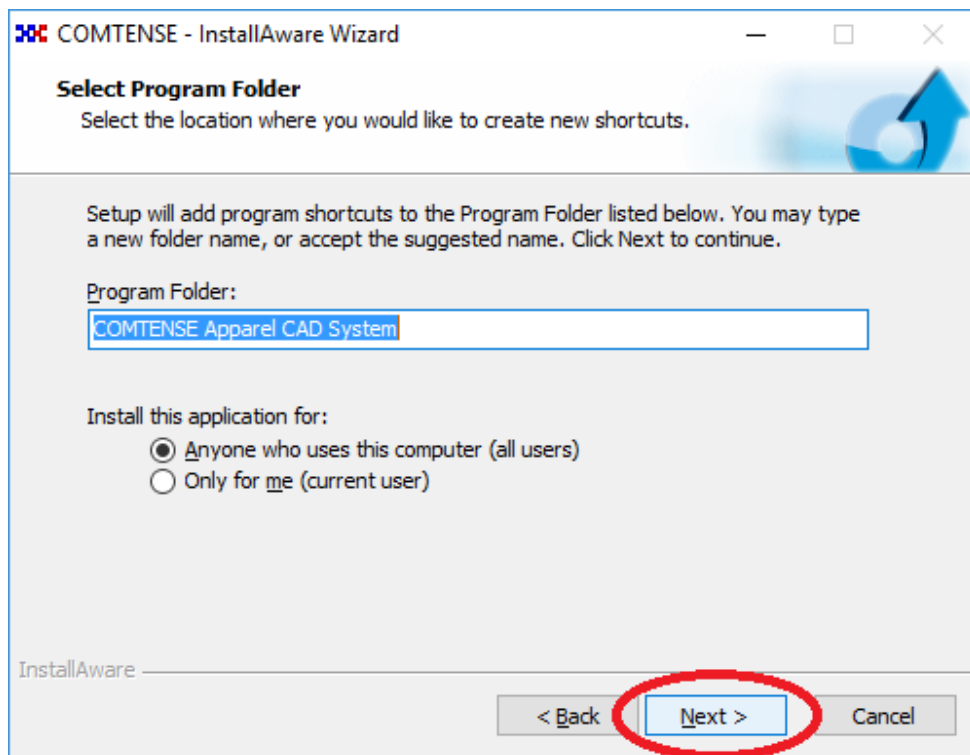 COMTENSE - InstallAware Wizard
Select Program Folder
Select the location where you would like to create new shortcuts.
Setup will add program shortcuts to the Program Folder listed below. You may type
a new folder name, or accept the suggested name. Click Next to continue.
Program Folder:
COMTENSE Apparel CAD System
Install this application for:
Anyone who uses this computer (all users)
Only for me (current user)
InstallAware
< Back
Next >
Cancel